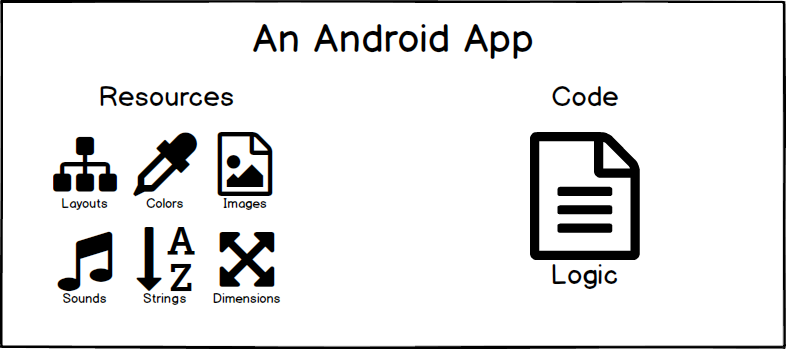 An Android App
Resources
Code
Layouts
Colors
Images
Sounds
A
Z
Strings
Dimensions
Logic